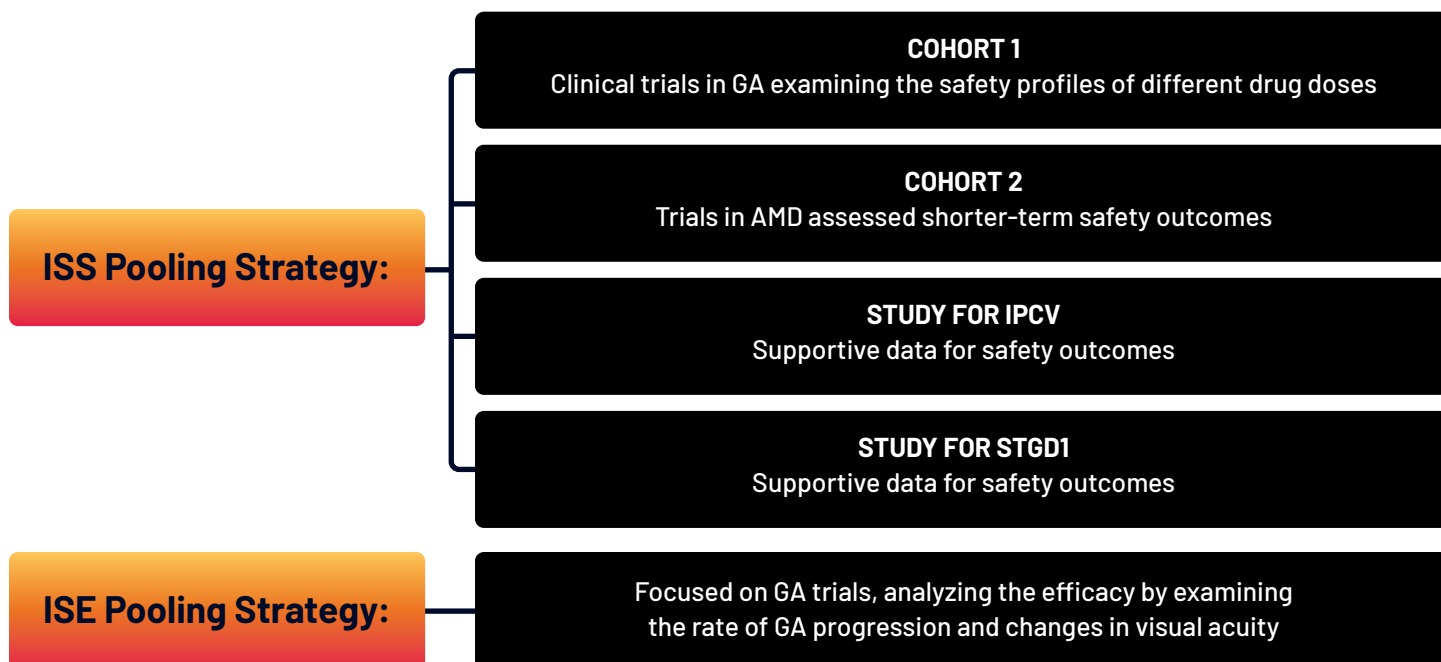 ISS Pooling Strategy:
COHORT 1
Clinical trials in GA examining the safety profiles of different drug doses
COHORT 2
Trials in AMD assessed shorter-term safety outcomes
STUDY FOR IPCV
Supportive data for safety outcomes
STUDY FOR STGD1
Supportive data for safety outcomes
ISE Pooling Strategy:
Focused on GA trials, analyzing the efficacy by examining
the rate of GA progression and changes in visual acuity